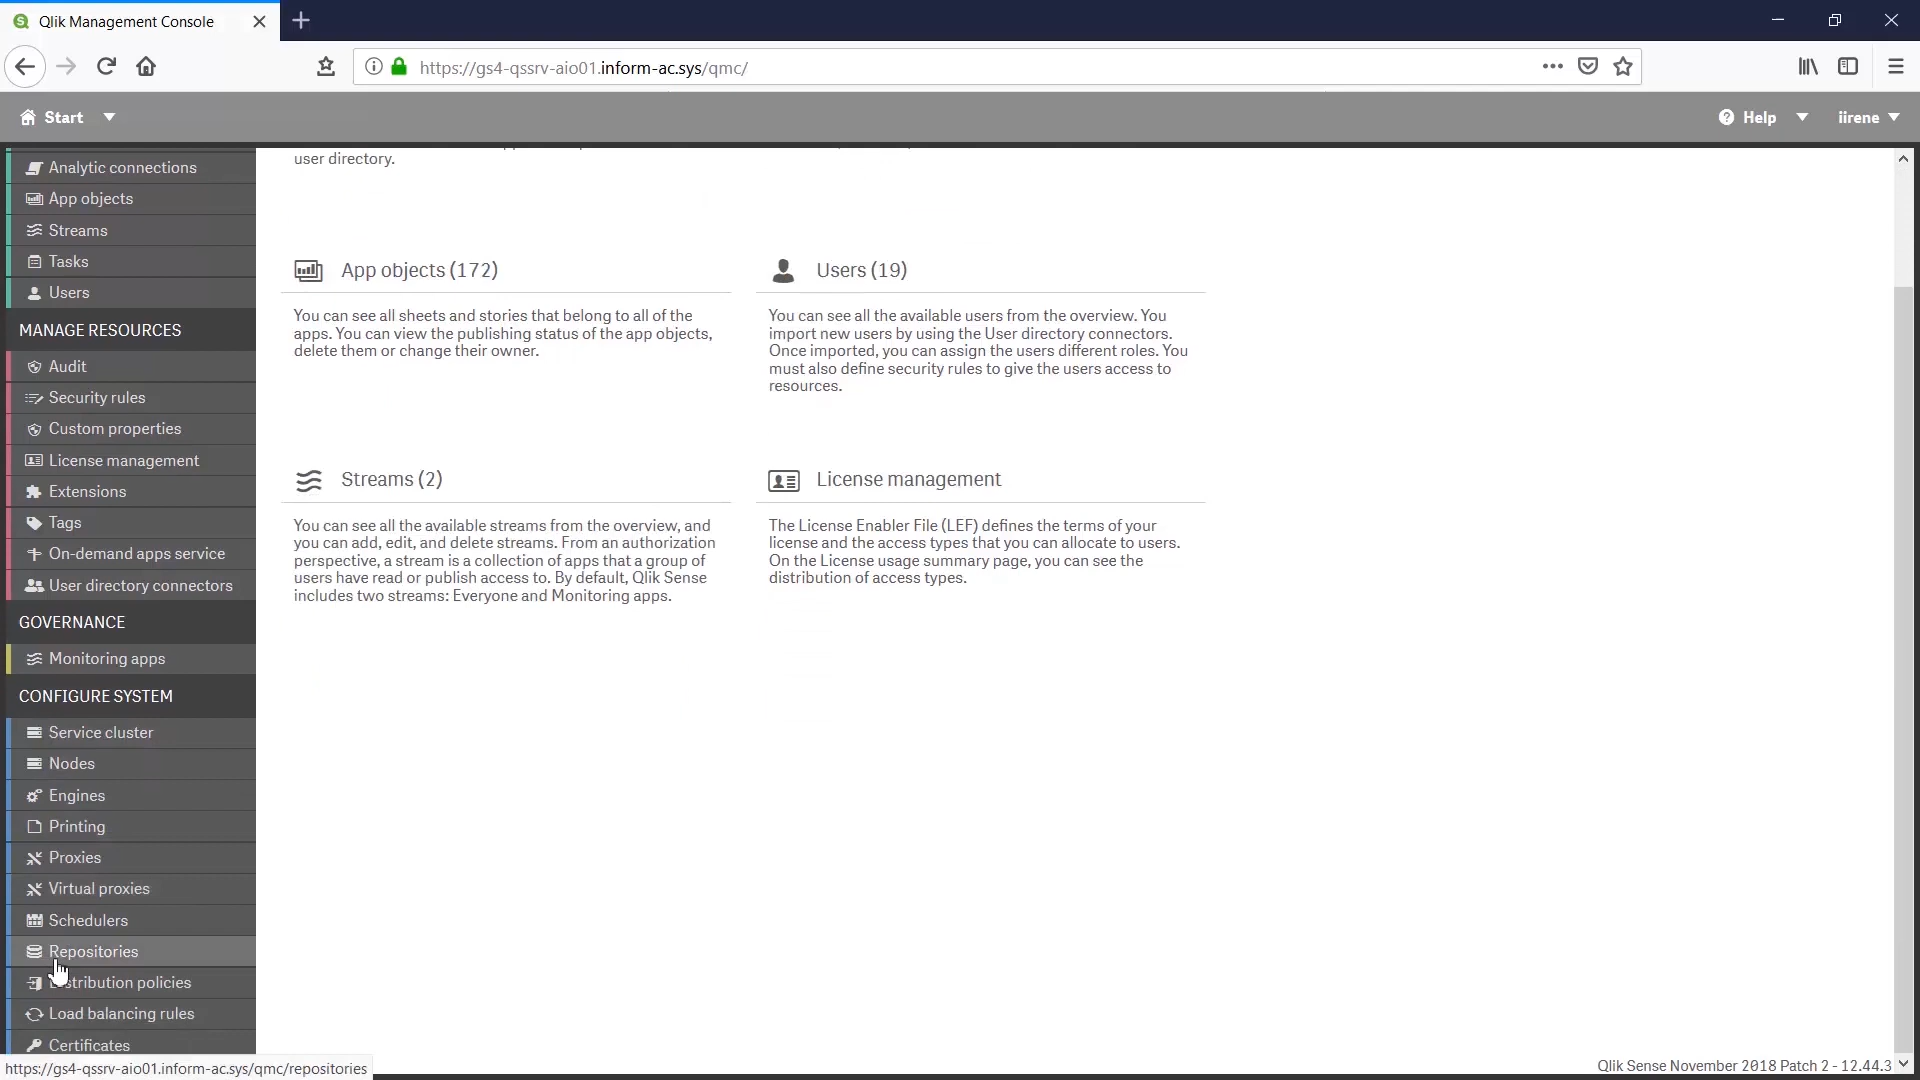 Qlik Management Console
https://gs4-qssrv-aio01.inform-ac.sys/qmc/
Start
Help
iirene
Analytic connections
App objects
Streams
Tasks
Users
MANAGE RESOURCES
Audit
Security rules
Custom properties
License management
Extensions
Tags
On-demand apps service
User directory connectors
GOVERNANCE
Monitoring apps
CONFIGURE SYSTEM
Service cluster
Nodes
Engines
Printing
Proxies
Virtual proxies
Schedulers
Repositories
stribution policies
Load balancing rules
Certificates
user directory.
App objects (172)
You can see all sheets and stories that belong to all of the
apps. You can view the publishing status of the app objects,
delete them or change their owner.
Users (19)
You can see all the available users from the overview. You
import new users by using the User directory connectors.
Once imported, you can assign the users different roles. You
must also define security rules to give the users access to
resources.
Streams (2)
You can see all the available streams from the overview, and
you can add, edit, and delete streams. From an authorization
perspective, a stream is a collection of apps that a group of
users have read or publish access to. By default, Qlik Sense
includes two streams: Everyone and Monitoring apps.
License management
The License Enabler File (LEF) defines the terms of your
license and the access types that you can allocate to users.
On the License usage summary page, you can see the
distribution of access types.
https://gs4-qssrv-aio01.inform-ac.sys/qmc/repositories
Qlik Sense November 2018 Patch 2 - 12.44.3